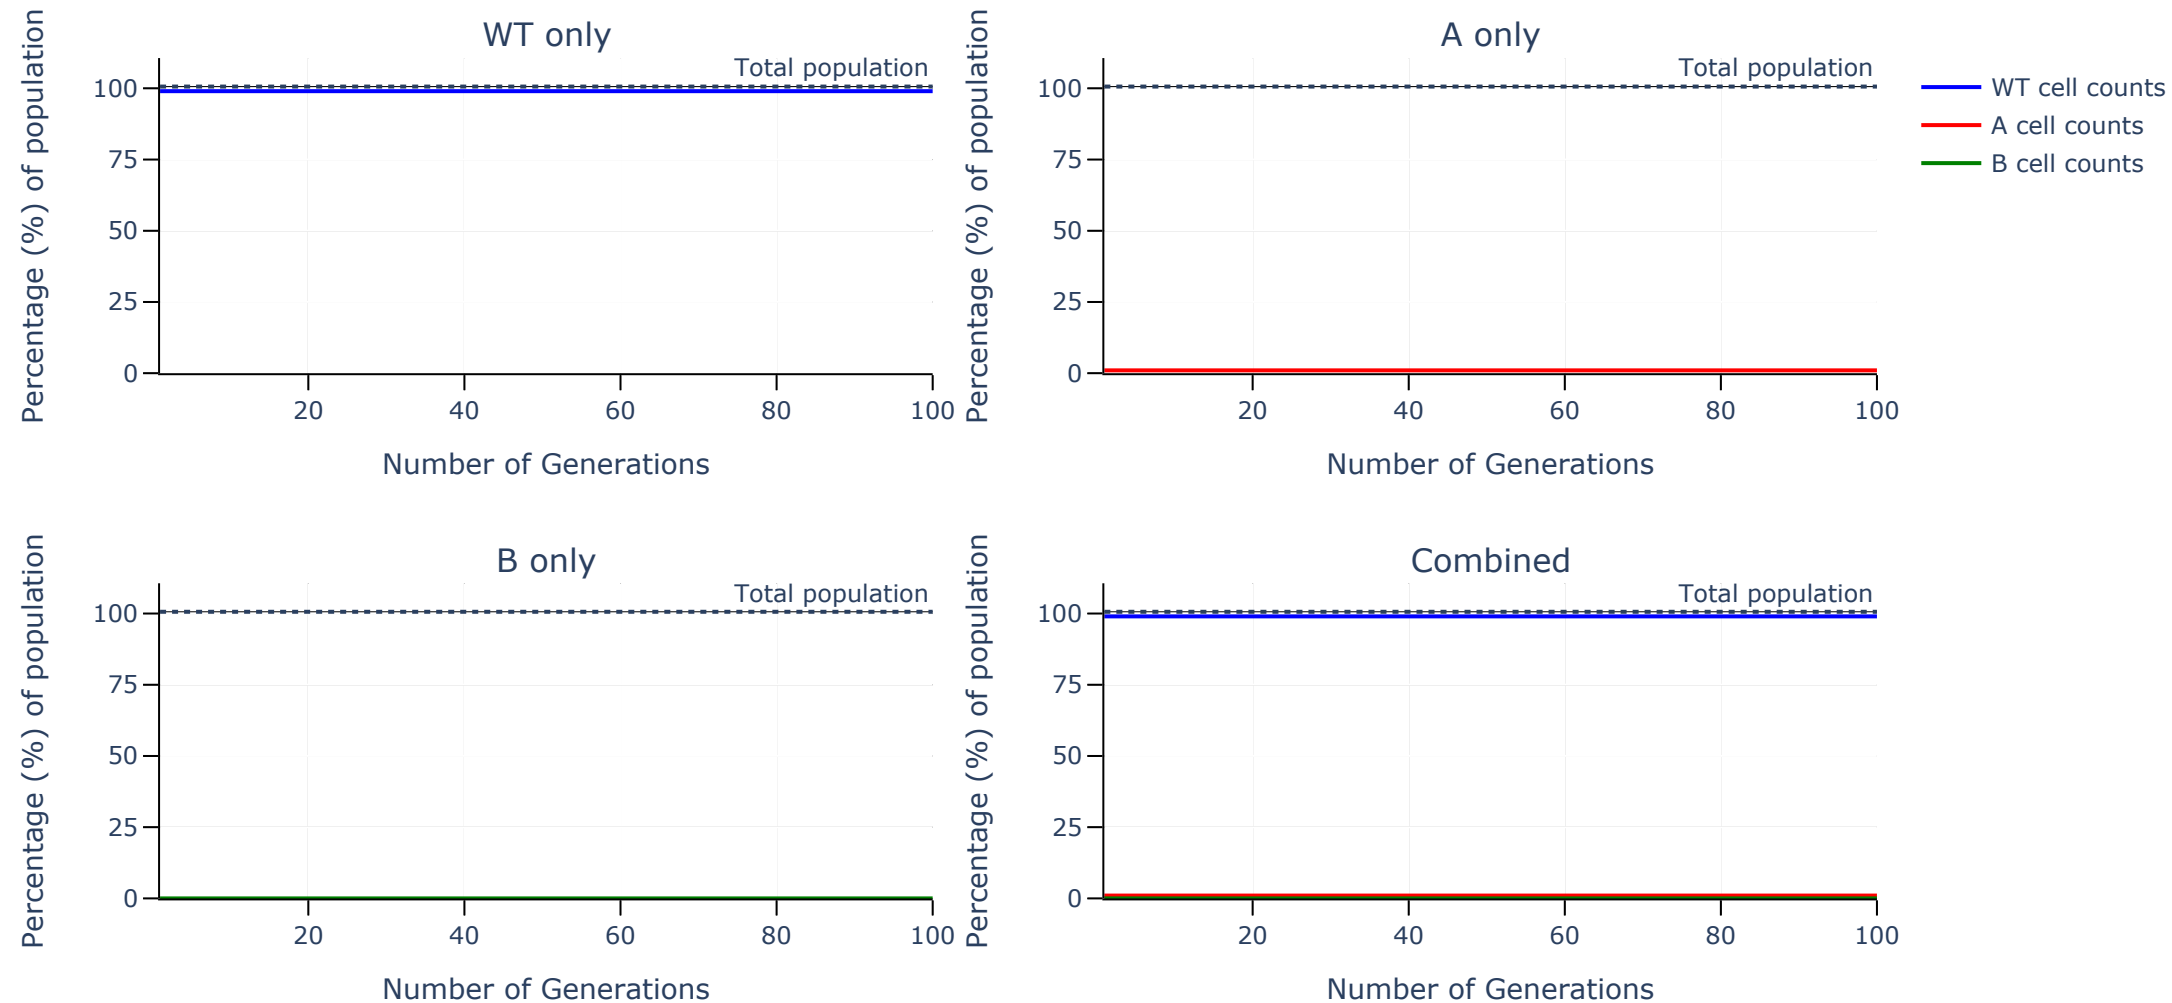 WT only
Percentage (%) of population
Total population
100
75
50
25
0
20 40 60 80 100
Number of Generations
A only
Percentage (%) of population
Total population
100
75
50
25
0
20 40 60 80 100
Number of Generations
WT cell counts
A cell counts
B cell counts
B only
Percentage (%) of population
Total population
100
75
50
25
0
20 40 60 80 100
Number of Generations
Combined
Percentage (%) of population
Total population
100
75
50
25
0
20 40 60 80 100
Number of Generations